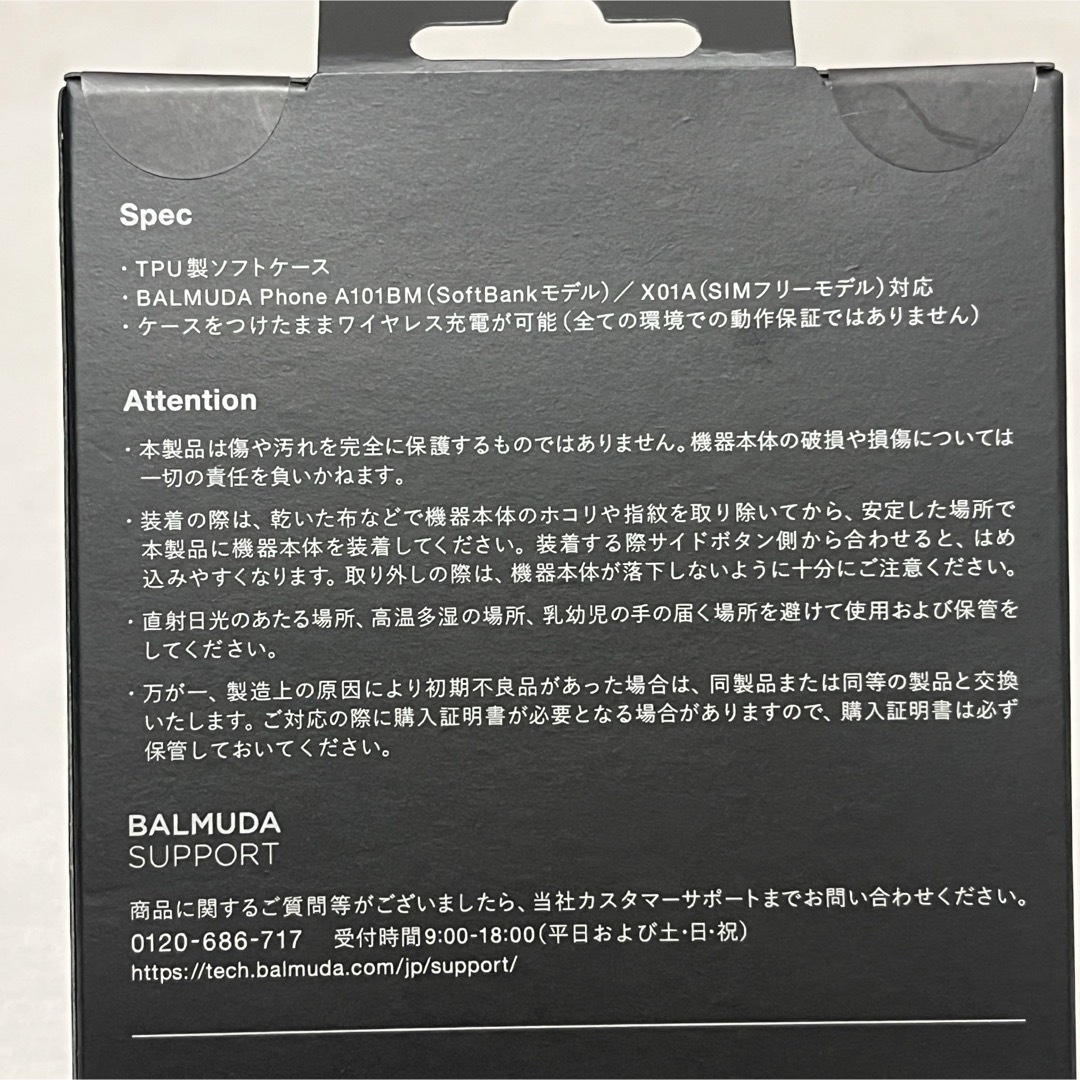 Spec
・TPU製ソフトケース
・BALMUDA Phone A101BM（SoftBankモデル）／ X01A（SIMフリーモデル）対応
・ケースをつけたままワイヤレス充電が可能（全ての環境での動作保証ではありません）
Attention
・本製品は傷や汚れを完全に保護するものではありません。機器本体の破損や損傷については
一切の責任を負いかねます。
・装着の際は、乾いた布などで機器本体のホコリや指紋を取り除いてから、安定した場所で
本製品に機器本体を装着してください。装着する際サイドボタン側から合わせると、はめ
込みやすくなります。取り外しの際は、機器本体が落下しないように十分にご注意ください。
・直射日光のあたる場所、高温多湿の場所、乳幼児の手の届く場所を避けて使用および保管を
してください。
・万が一、製造上の原因により初期不良品があった場合は、同製品または同等の製品と交換
いたします。ご対応の際に購入証明書が必要となる場合がありますので、購入証明書は必ず
保管しておいてください。
BALMUDA
SUPPORT
商品に関するご質問等がございましたら、当社カスタマーサポートまでお問い合わせください。
0120-686-717 受付時間9:00-18:00（平日および土・日・祝）
https://tech.balmuda.com/jp/support/